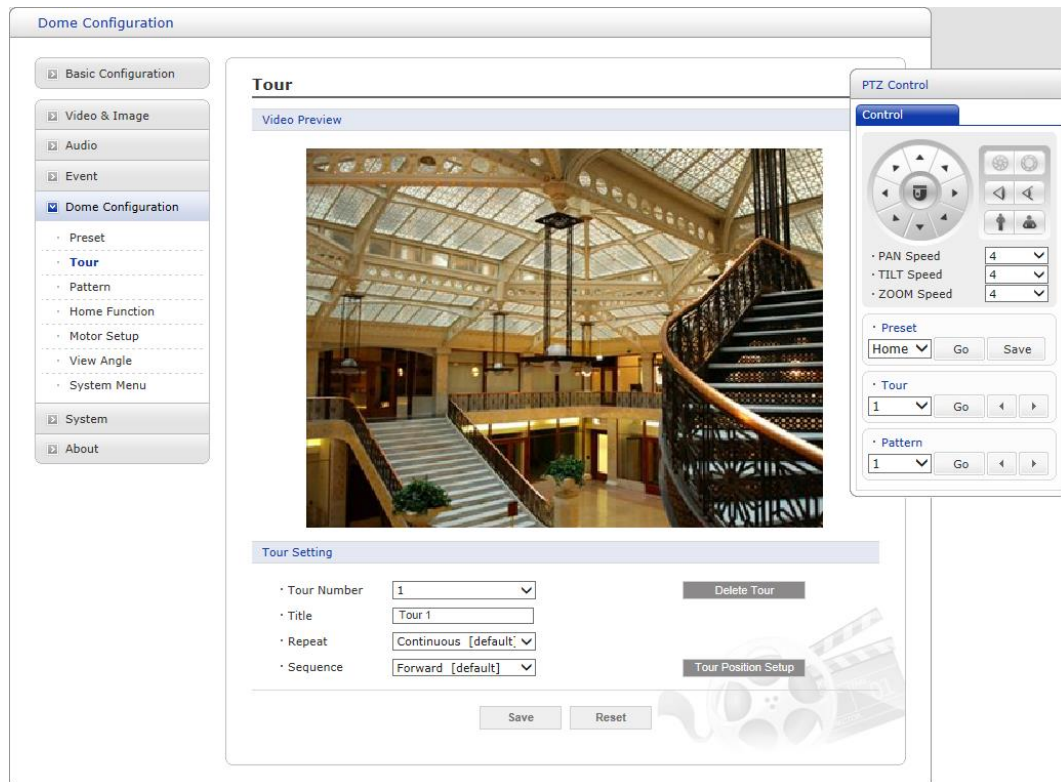 Dome Configuration
Basic Configuration
Video & Image
Audio
Event
Dome Configuration
· Preset
· Tour
· Pattern
· Home Function
· Motor Setup
· View Angle
· System Menu
System
About
Tour
Video Preview
Tour Setting
· Tour Number 1 Delete Tour
· Title Tour 1
· Repeat Continuous [default]
· Sequence Forward [default] Tour Position Setup
Save Reset
PTZ Control
Control
· PAN Speed 4
· TILT Speed 4
· ZOOM Speed 4
· Preset
Home Go Save
· Tour
1 Go
· Pattern
1 Go